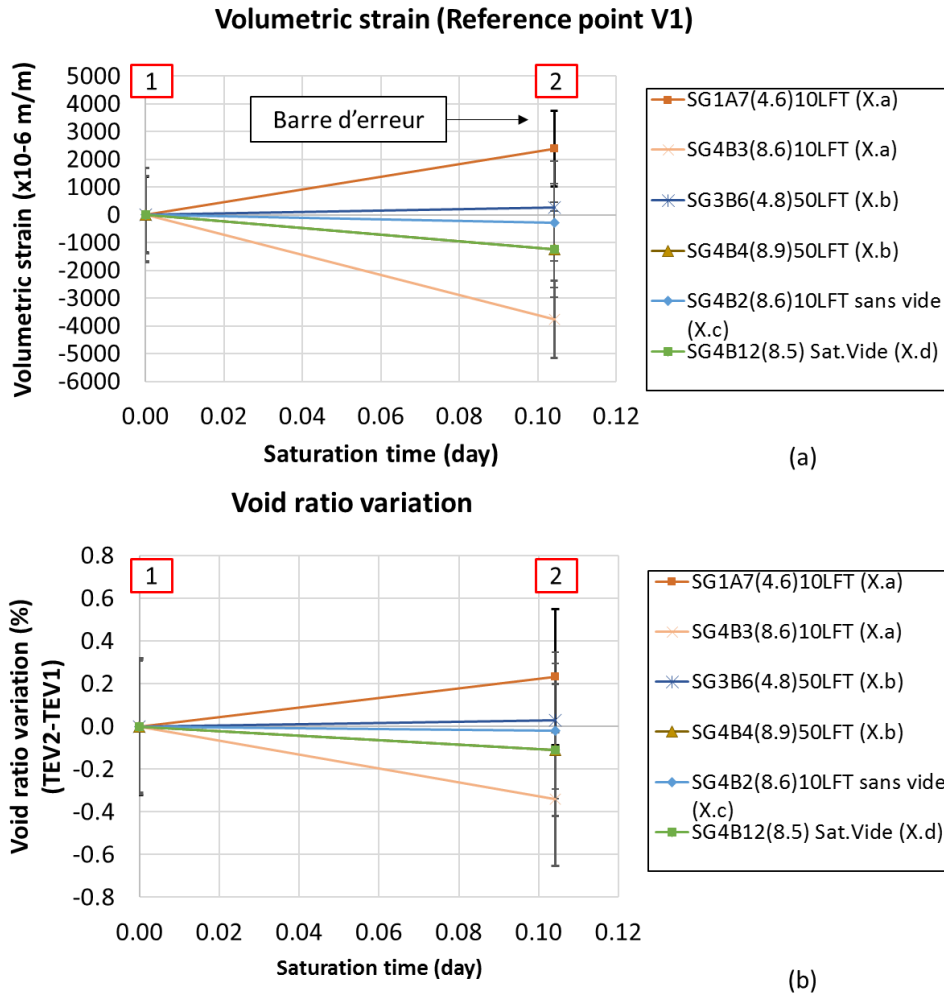 Volumetric strain (Reference point V1)
1
2
Barre d'erreur
Volumetric strain (x10-6 m/m)
5000
4000
3000
2000
1000
0
-1000
-2000
-3000
-4000
-5000
-6000
0.00 0.02 0.04 0.06 0.08 0.10 0.12
Saturation time (day)
SG1A7(4.6)10LFT (X.a)
SG4B3(8.6)10LFT (X.a)
SG3B6(4.8)50LFT (X.b)
SG4B4(8.9)50LFT (X.b)
SG4B2(8.6)10LFT sans vide
(X.c)
SG4B12(8.5) Sat.Vide (X.d)
(a)
Void ratio variation
1
2
Void ratio variation (%)
(TEV2-TEV1)
0.8
0.6
0.4
0.2
0.0
-0.2
-0.4
-0.6
-0.8
0.00 0.02 0.04 0.06 0.08 0.10 0.12
Saturation time (day)
SG1A7(4.6)10LFT (X.a)
SG4B3(8.6)10LFT (X.a)
SG3B6(4.8)50LFT (X.b)
SG4B4(8.9)50LFT (X.b)
SG4B2(8.6)10LFT sans vide
(X.c)
SG4B12(8.5) Sat.Vide (X.d)
(b)